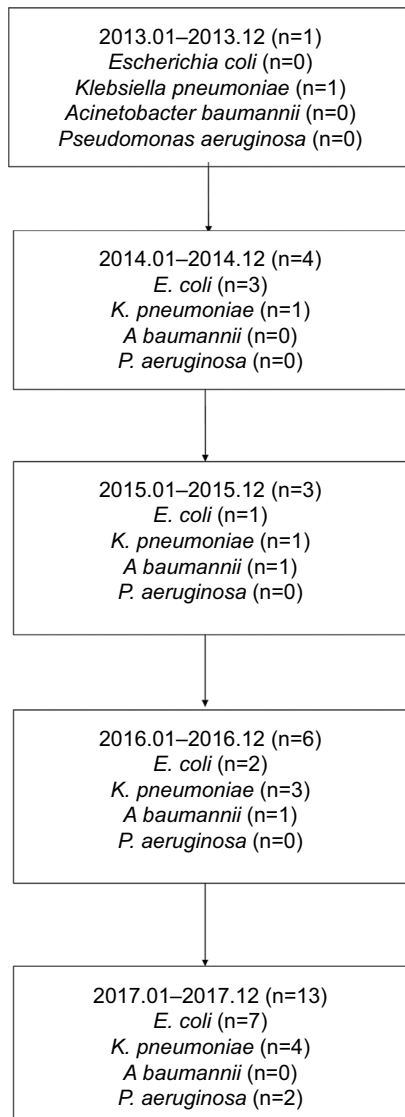 2013.01–2013.12 (n=1)
Escherichia coli (n=0)
Klebsiella pneumoniae (n=1)
Acinetobacter baumannii (n=0)
Pseudomonas aeruginosa (n=0)
2014.01–2014.12 (n=4)
E. coli (n=3)
K. pneumoniae (n=1)
A baumannii (n=0)
P. aeruginosa (n=0)
2015.01–2015.12 (n=3)
E. coli (n=1)
K. pneumoniae (n=1)
A baumannii (n=1)
P. aeruginosa (n=0)
2016.01–2016.12 (n=6)
E. coli (n=2)
K. pneumoniae (n=3)
A baumannii (n=1)
P. aeruginosa (n=0)
2017.01–2017.12 (n=13)
E. coli (n=7)
K. pneumoniae (n=4)
A baumannii (n=0)
P. aeruginosa (n=2)